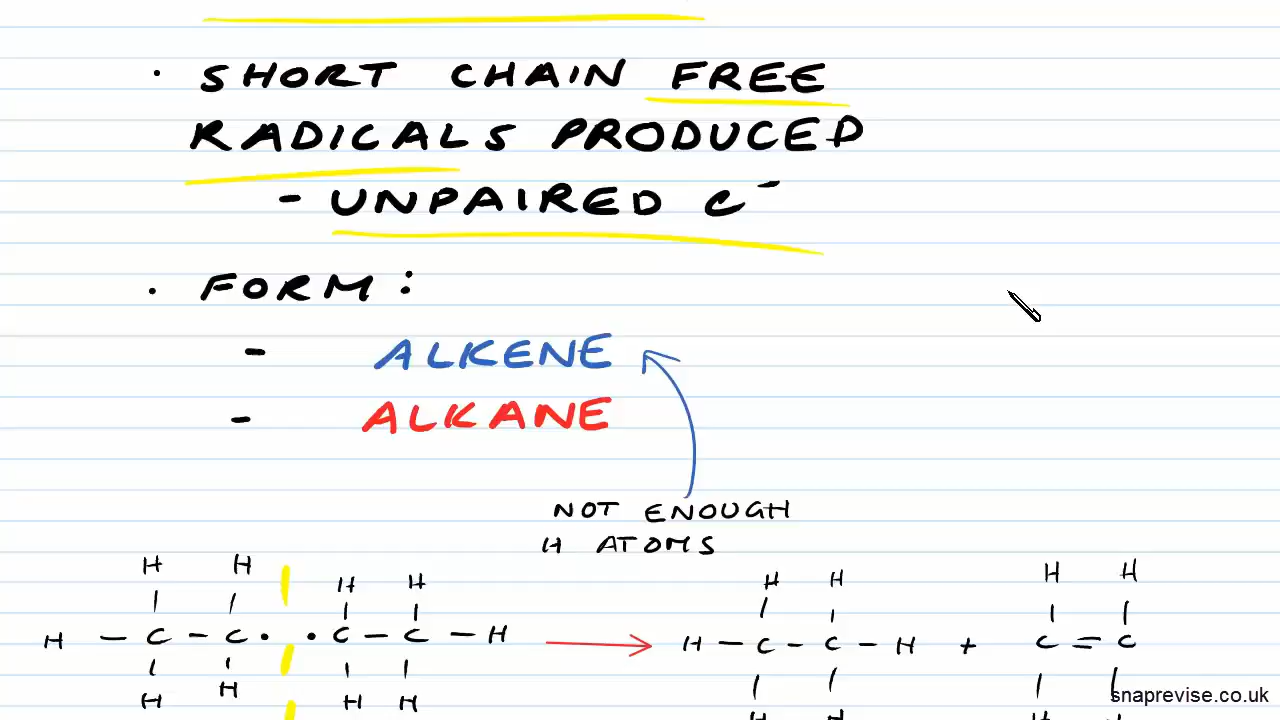 · SHORT CHAIN FREE
RADICALS PRODUCED
- UNPAIRED e⁻
· FORM:
- ALKENE
- ALKANE
NOT ENOUGH
H ATOMS
H H H H H H H H
H — C — C · · C — C — H → H — C — C — H + C = C
H H H H H H H H
snaprevise.co.uk